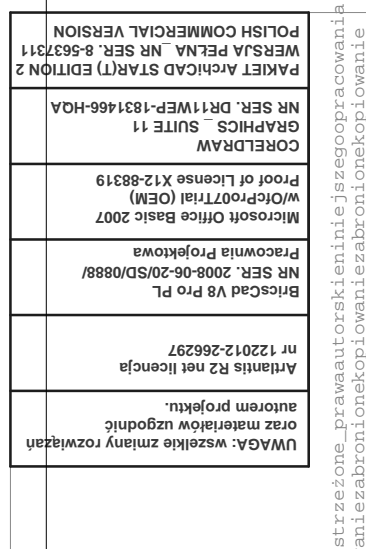 UWAGA: wszelkie zmiany rozwiązań
oraz materiałów uzgodnić
autorem projektu.
Artlantis R2 net licencja
nr 122012-266297
BricsCad V8 Pro PL
NR SER. 2008-06-20/SD/0888/
Pracownia Projektowa
Microsoft Office Basic 2007
w/OfcPro07Trial (OEM)
Proof of License X12-88319
CORELDRAW
GRAPHICS _ SUITE 11
NR SER. DR11WEP-1831466-HQA
PAKIET ArchiCAD STAR(T) EDITION 2
WERSJA PEŁNA _NR SER. 8-5637311
POLISH COMMERCIAL VERSION
strzeżone_prawaautorskieniniejszegoopracowania
aniezabronionekopiowaniezabronionekopiowanie